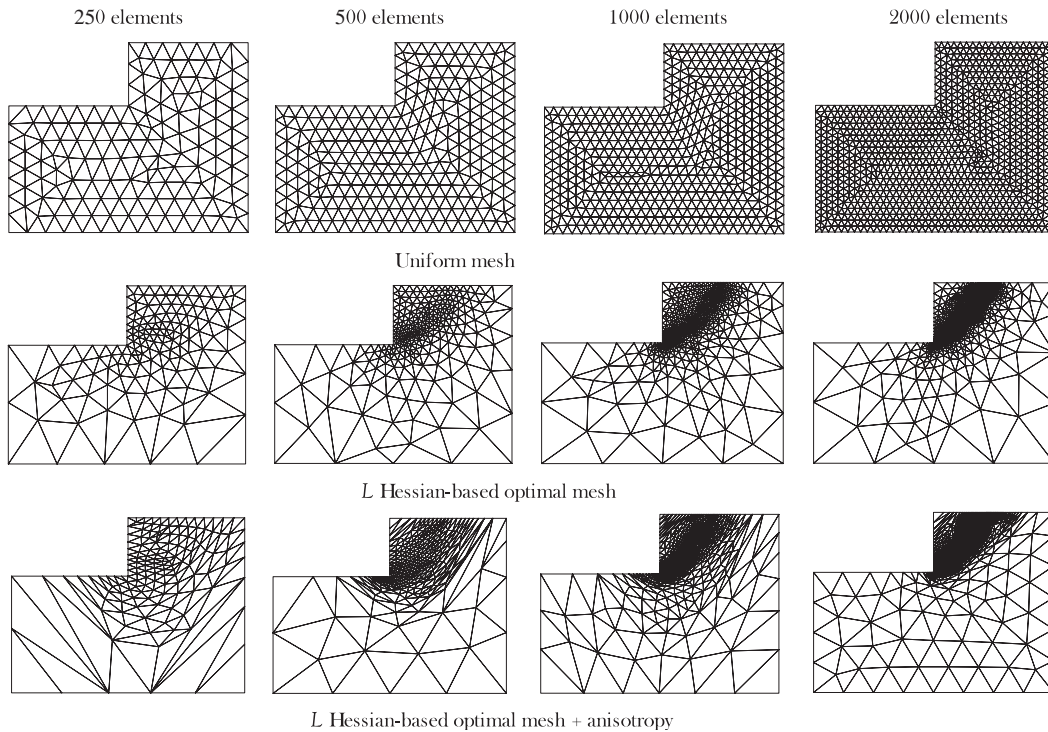 250 elements
500 elements
1000 elements
2000 elements
Uniform mesh
L Hessian-based optimal mesh
L Hessian-based optimal mesh + anisotropy